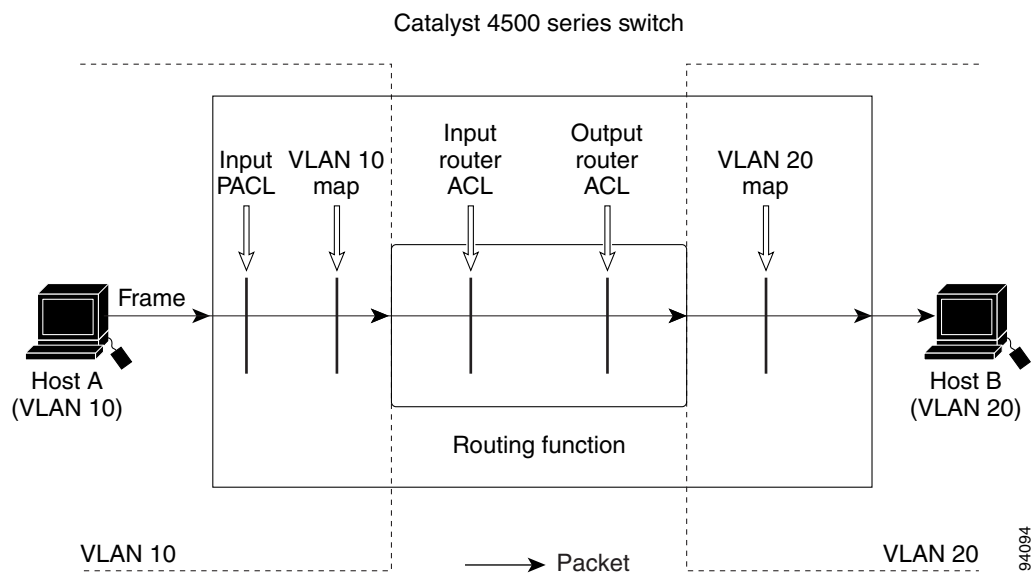 Catalyst 4500 series switch
Input
PACL
VLAN 10
map
Input
router
ACL
Output
router
ACL
VLAN 20
map
Frame
Host A
(VLAN 10)
Host B
(VLAN 20)
Routing function
VLAN 10
Packet
VLAN 20
94094